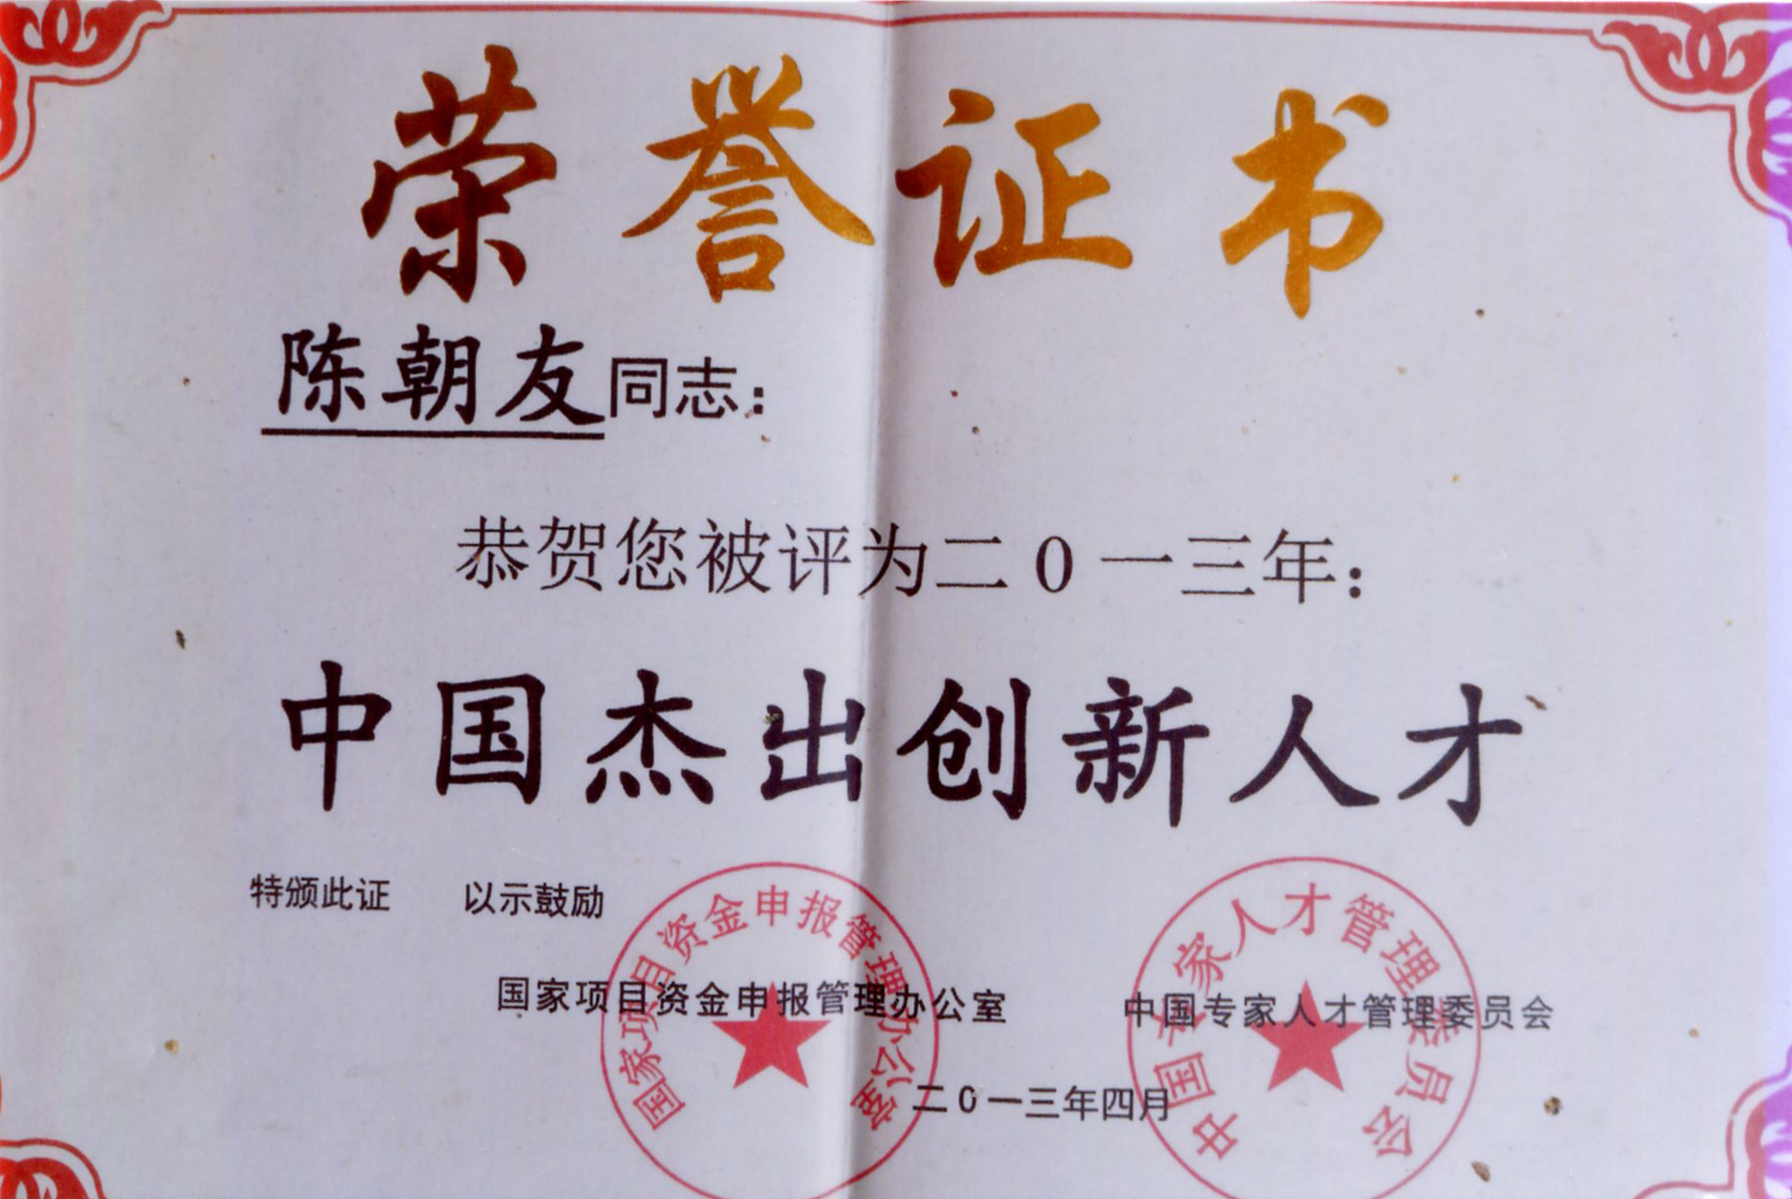 荣誉证书
陈朝友同志：
恭贺您被评为二0一三年：
中国杰出创新人才
特颁此证 以示鼓励
国家项目资金申报管理办公室 中国专家人才管理委员会
二0一三年四月
国家项目资金申报管理办公室
中国专家人才管理委员会